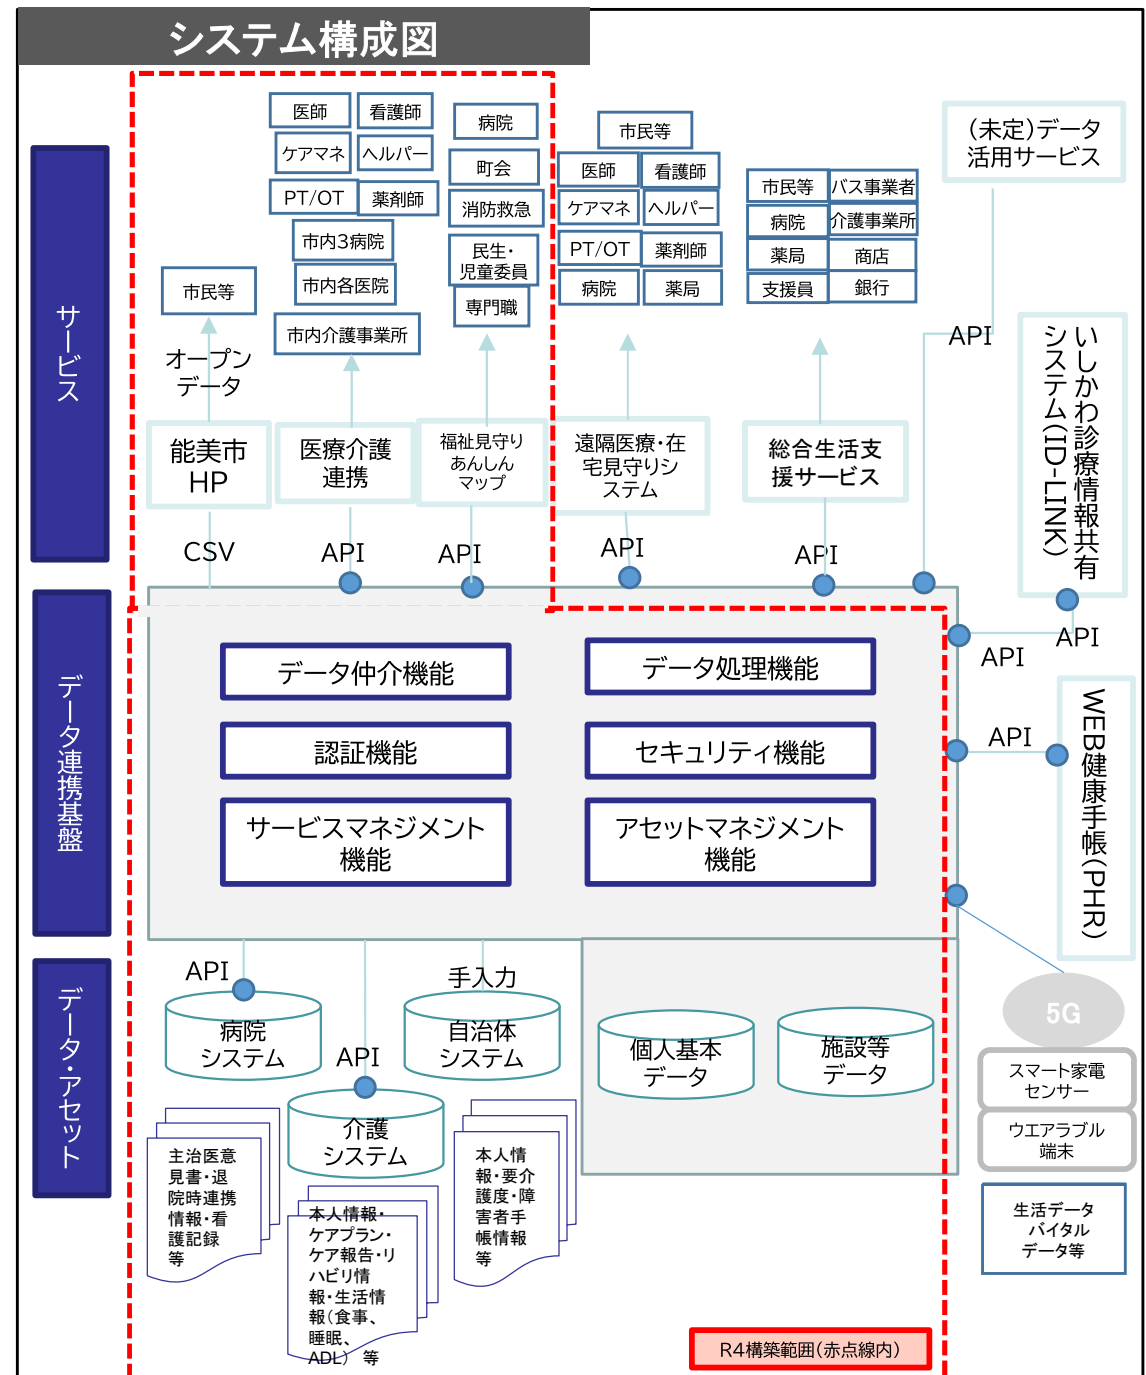 システム構成図
サービス
データ連携基盤
データ・アセット
市民等
オープン
データ
能美市
HP
CSV
医師
看護師
ケアマネ
ヘルパー
PT/OT
薬剤師
市内3病院
市内各医院
市内介護事業所
医療介護
連携
API
病院
町会
消防救急
民生・
児童委員
専門職
福祉見守り
あんしん
マップ
API
市民等
医師
看護師
ケアマネ
ヘルパー
PT/OT
薬剤師
病院
薬局
遠隔医療・在
宅見守りシ
ステム
API
市民等
バス事業者
病院
介護事業所
薬局
商店
支援員
銀行
総合生活支
援サービス
API
(未定)データ
活用サービス
API
いしかわ診療情報共有
システム(ID-LINK)
API
API
データ仲介機能
データ処理機能
認証機能
セキュリティ機能
サービスマネジメント
機能
アセットマネジメント
機能
API
WEB健康手帳(PHR)
API
病院
システム
API
介護
システム
手入力
自治体
システム
個人基本
データ
施設等
データ
5G
スマート家電
センサー
ウエアラブル
端末
生活データ
バイタル
データ等
主治医意
見書・退
院時連携
情報・看
護記録
等
本人情報・
ケアプラン・
ケア報告・リ
ハビリ情
報・生活情
報(食事、
睡眠、
ADL) 等
本人情
報・要介
護度・障
害者手
帳情報
等
R4構築範囲(赤点線内)